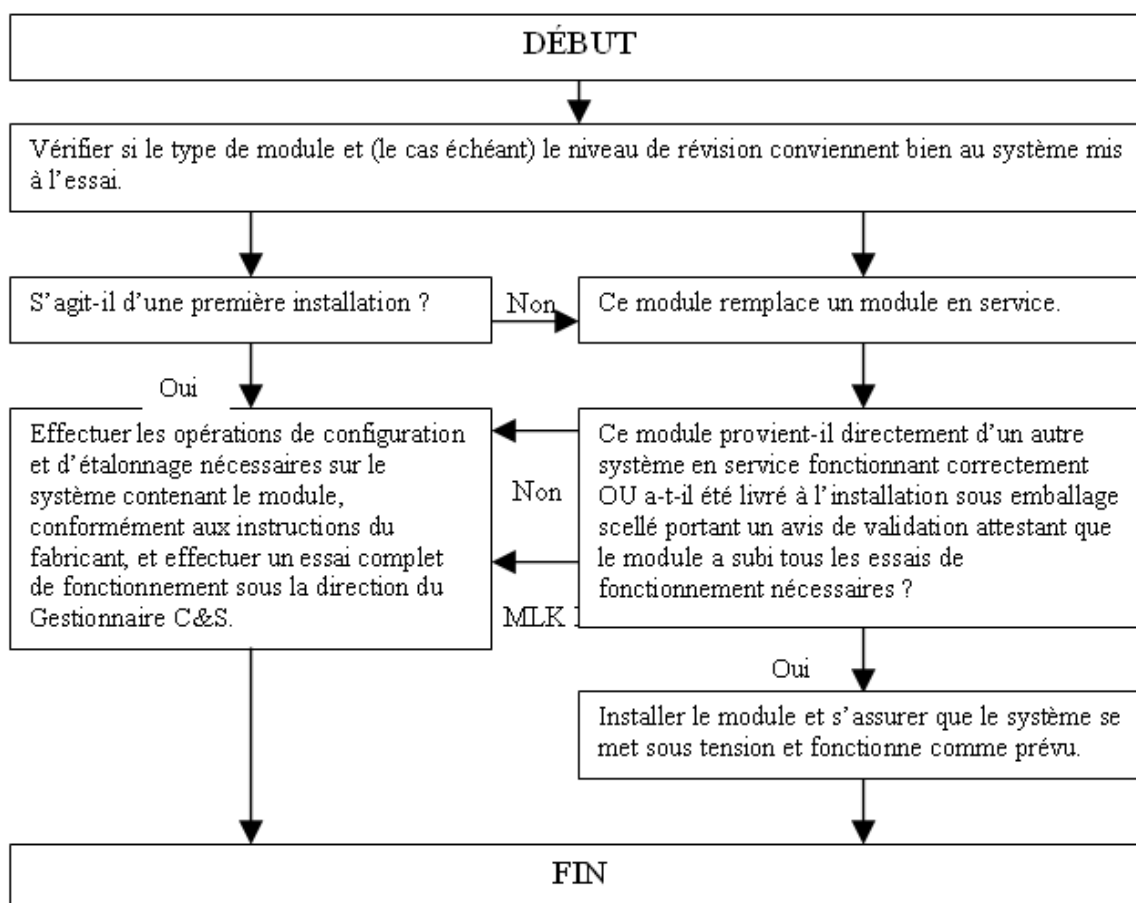 DÉBUT
Vérifier si le type de module et (le cas échéant) le niveau de révision conviennent bien au système mis
à l’essai.
S’agit-il d’une première installation ?
Non
Ce module remplace un module en service.
Oui
Effectuer les opérations de configuration
et d’étalonnage nécessaires sur le
système contenant le module,
conformément aux instructions du
fabricant, et effectuer un essai complet
de fonctionnement sous la direction du
Gestionnaire C&S.
Non
MLK
Ce module provient-il directement d’un autre
système en service fonctionnant correctement
OU a-t-il été livré à l’installation sous emballage
scellé portant un avis de validation attestant que
le module a subi tous les essais de
fonctionnement nécessaires ?
Oui
Installer le module et s’assurer que le système se
met sous tension et fonctionne comme prévu.
FIN